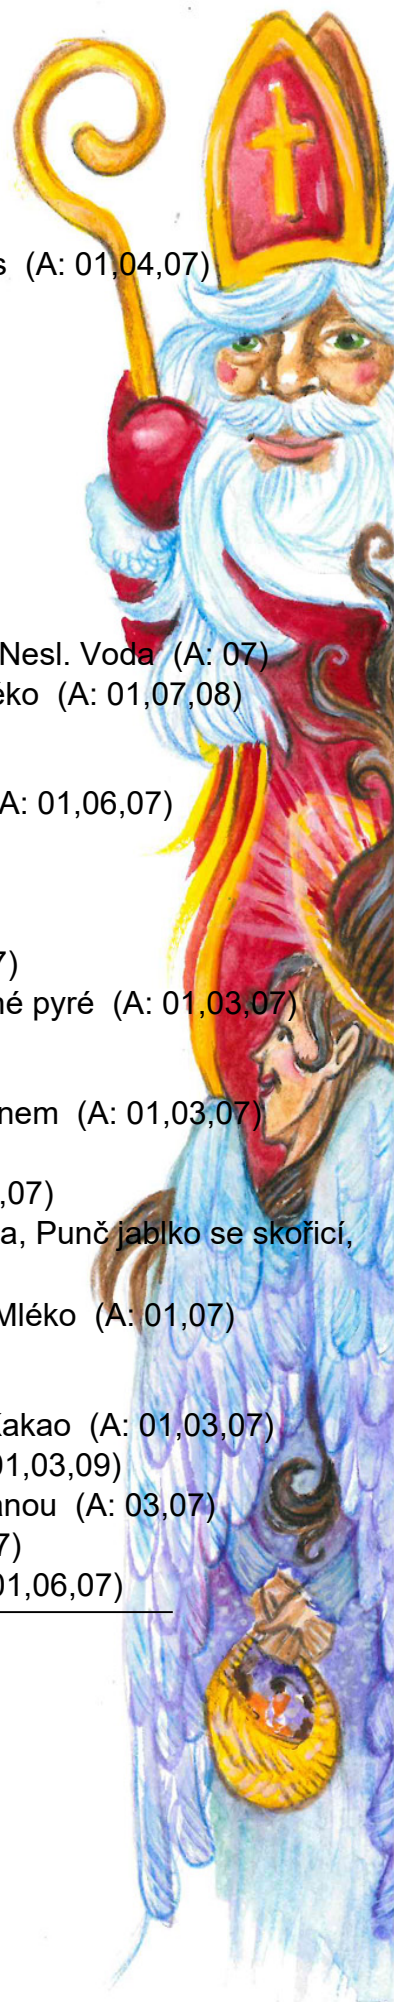 s (A: 01,04,07)
Nesl. Voda (A: 07)
éko (A: 01,07,08)
A: 01,06,07)
7)
né pyré (A: 01,03,07)
nem (A: 01,03,07)
,07)
a, Punč jablko se skořicí,
Mléko (A: 01,07)
Kakao (A: 01,03,07)
01,03,09)
anou (A: 03,07)
7)
01,06,07)